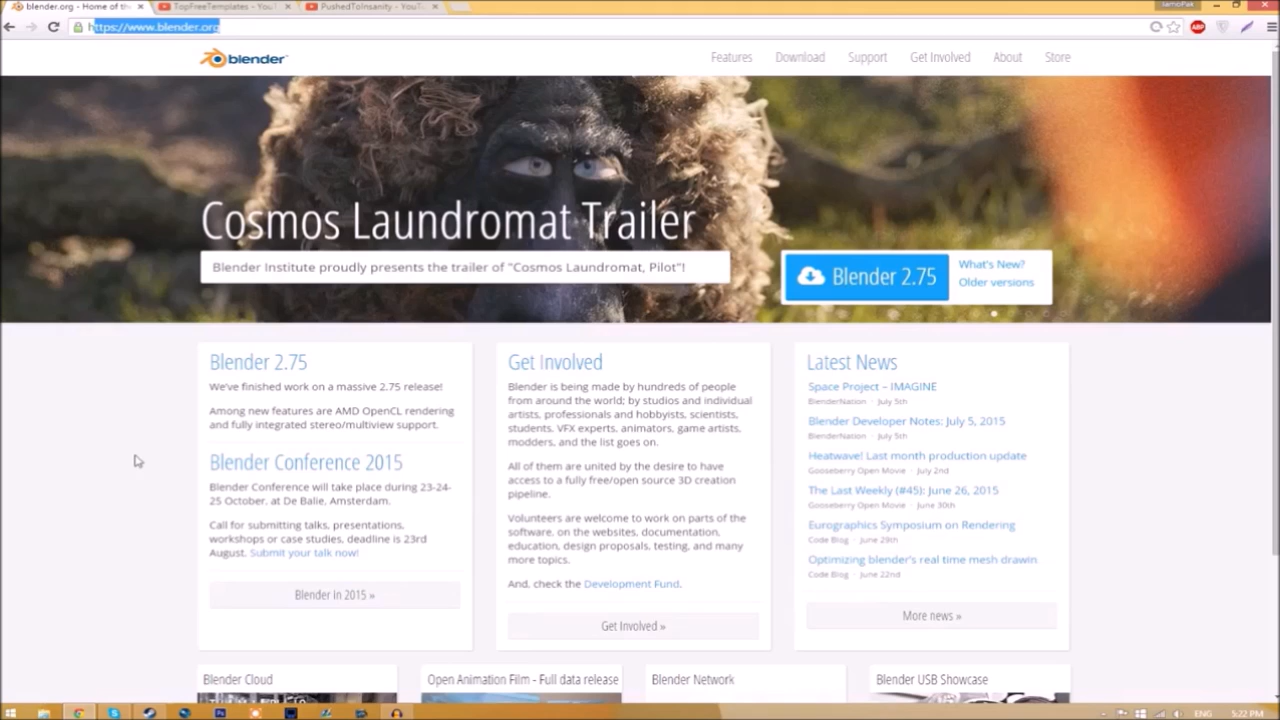 blender.org - Home of th
TopFreeTemplates - YouT
PushedToInsanity - YouT
https://www.blender.org
blender
Features
Download
Support
Get Involved
About
Store
Cosmos Laundromat Trailer
Blender Institute proudly presents the trailer of "Cosmos Laundromat, Pilot"!
Blender 2.75
What's New?
Older versions
Blender 2.75
We've finished work on a massive 2.75 release!
Among new features are AMD OpenCL rendering
and fully integrated stereo/multiview support.
Blender Conference 2015
Blender Conference will take place during 23-24-
25 October, at De Balie, Amsterdam.
Call for submitting talks, presentations,
workshops or case studies, deadline is 23rd
August. Submit your talk now!
Blender in 2015 »
Get Involved
Blender is being made by hundreds of people
from around the world; by studios and individual
artists, professionals and hobbyists, scientists,
students, VFX experts, animators, game artists,
modders, and the list goes on.
All of them are united by the desire to have
access to a fully free/open source 3D creation
pipeline.
Volunteers are welcome to work on parts of the
software, on the websites, documentation,
education, design proposals, testing, and many
more topics.
And, check the Development Fund.
Get Involved »
Latest News
Space Project – IMAGINE
BlenderNation · July 5th
Blender Developer Notes: July 5, 2015
BlenderNation · July 5th
Heatwave! Last month production update
Gooseberry Open Movie · July 2nd
The Last Weekly (#45): June 26, 2015
Gooseberry Open Movie · June 30th
Eurographics Symposium on Rendering
Code Blog · June 29th
Optimizing blender's real time mesh drawin
Code Blog · June 22nd
More news »
Blender Cloud
Open Animation Film - Full data release
Blender Network
Blender USB Showcase
ENG
5:22 PM